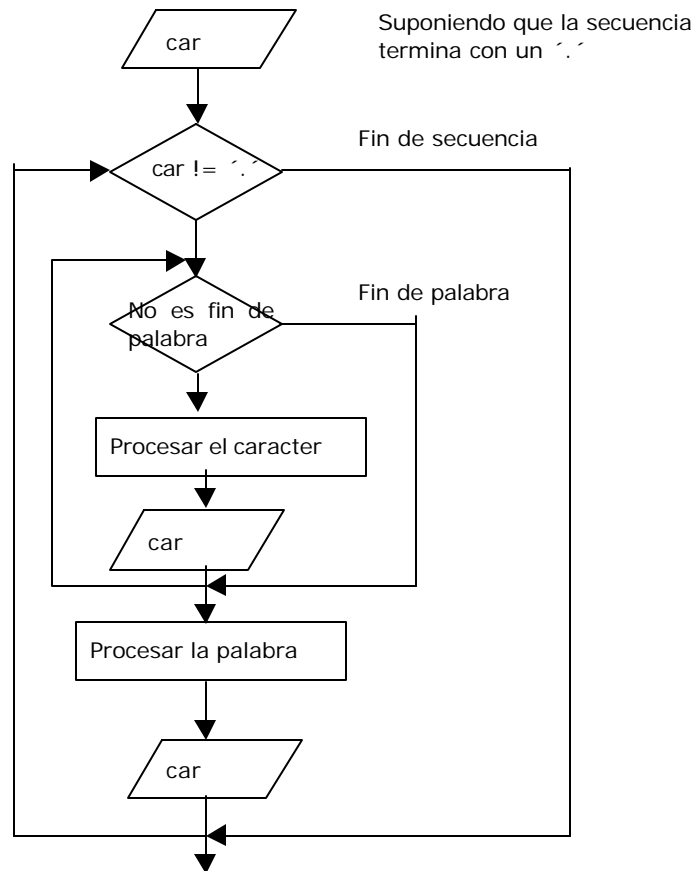 car
Suponiendo que la secuencia
termina con un ´.´
car != ´.´
Fin de secuencia
No es fin de
palabra
Fin de palabra
Procesar el caracter
car
Procesar la palabra
car